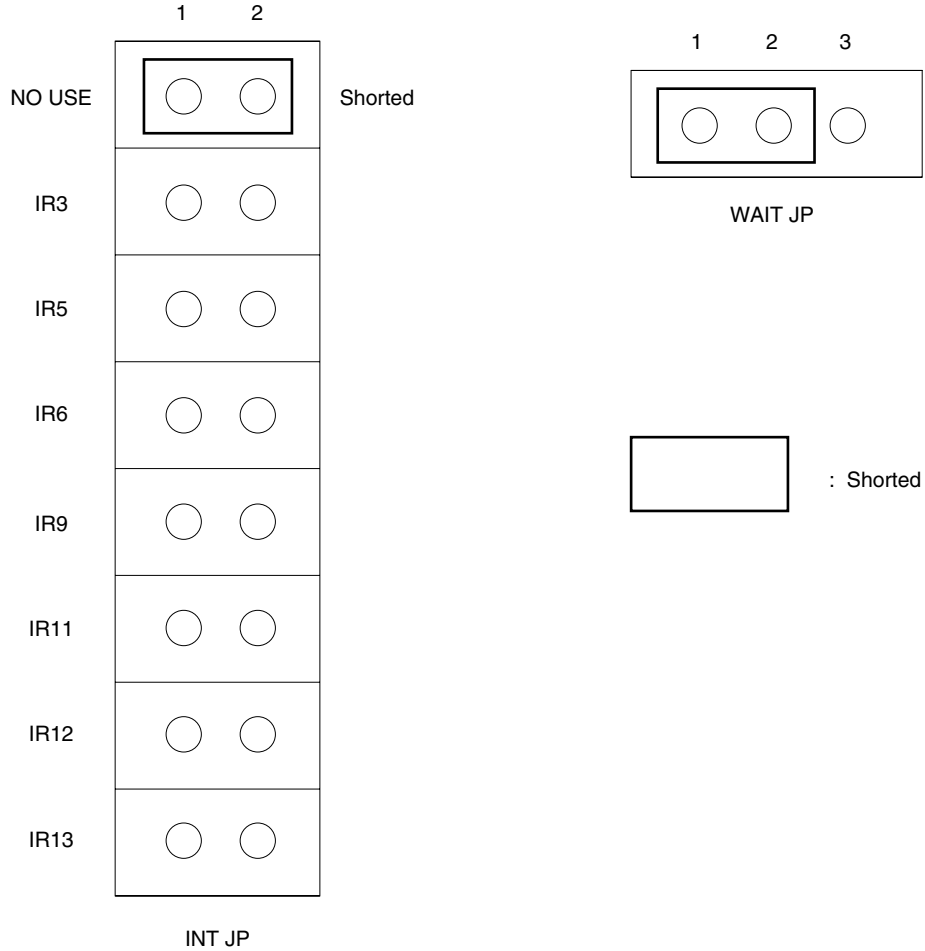 1 2
NO USE
Shorted
IR3
IR5
IR6
IR9
IR11
IR12
IR13
INT JP
1 2 3
WAIT JP
: Shorted